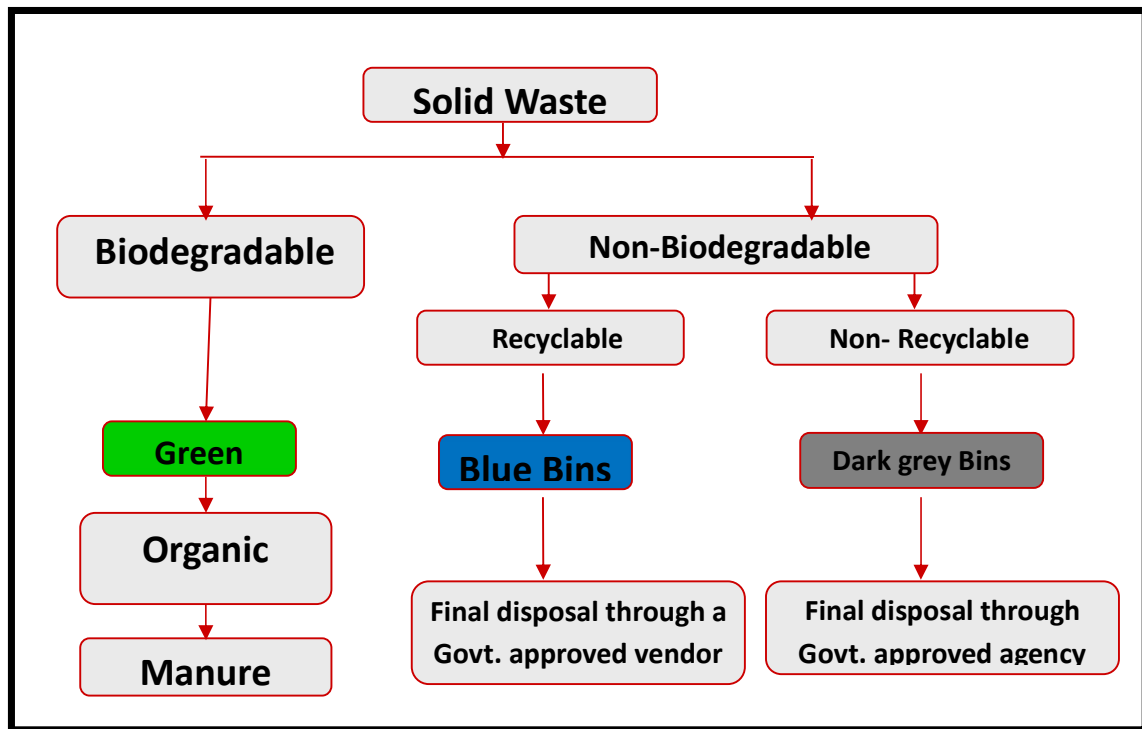 Solid Waste
Biodegradable
Non-Biodegradable
Recyclable
Non- Recyclable
Green
Blue Bins
Dark grey Bins
Organic
Final disposal through a
Govt. approved vendor
Final disposal through
Govt. approved agency
Manure